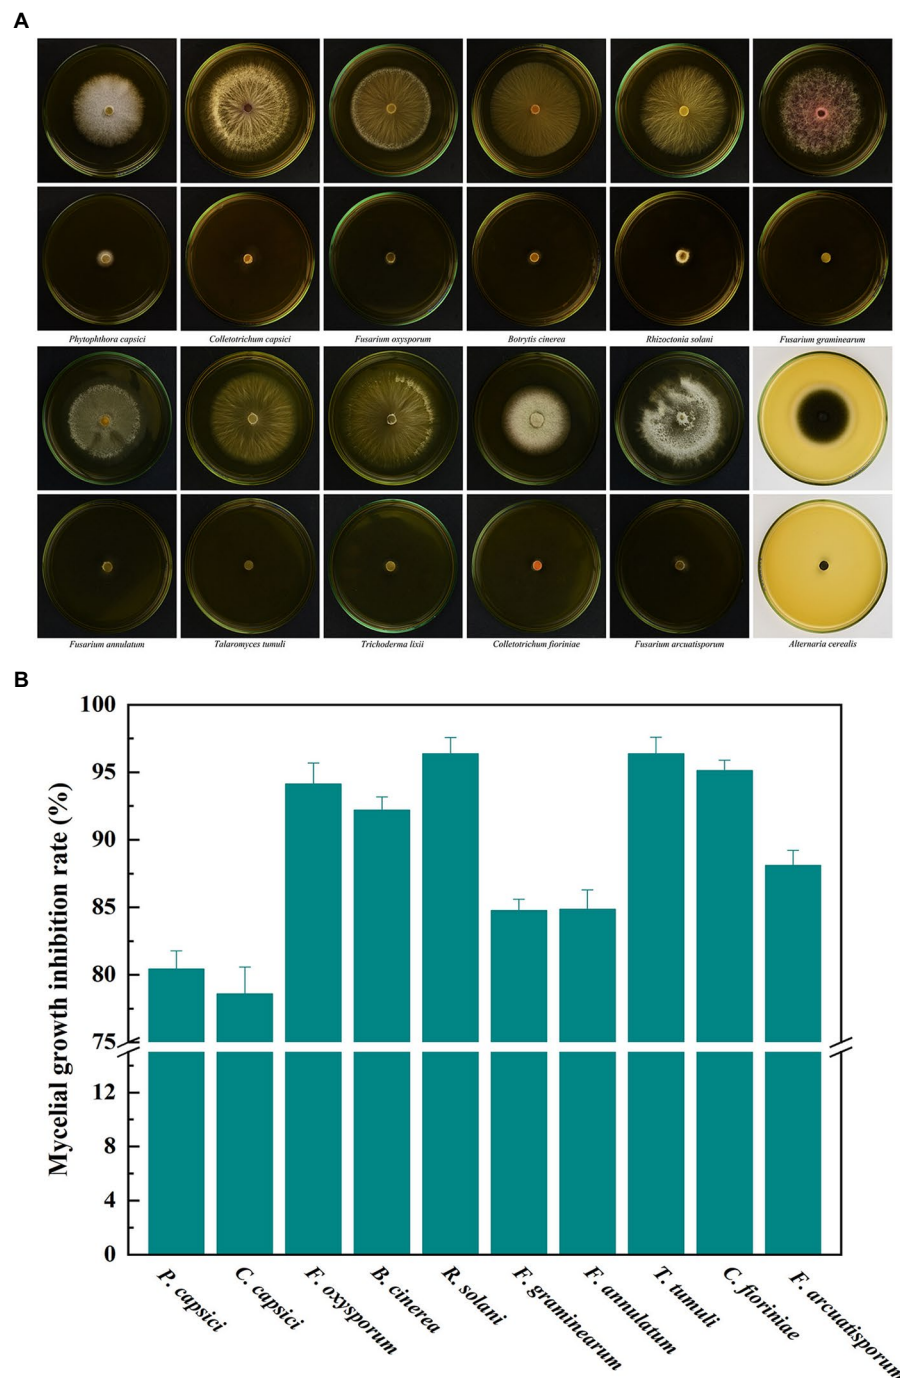 A
Phytophthora capsici Colletotrichum capsici Fusarium oxysporum Botrytis cinerea Rhizoctonia solani Fusarium graminearum
Fusarium annulatum Talaromyces tumuli Trichoderma lixii Colletotrichum fioriniae Fusarium arcuatisporum Alternaria cerealis
B
Mycelial growth inhibition rate (%)
100
95
90
85
80
75
12
8
4
0
P. capsici C. capsici F. oxysporum B. cinerea R. solani F. graminearum F. annulatum T. tumuli C. fioriniae F. arcuatisporum